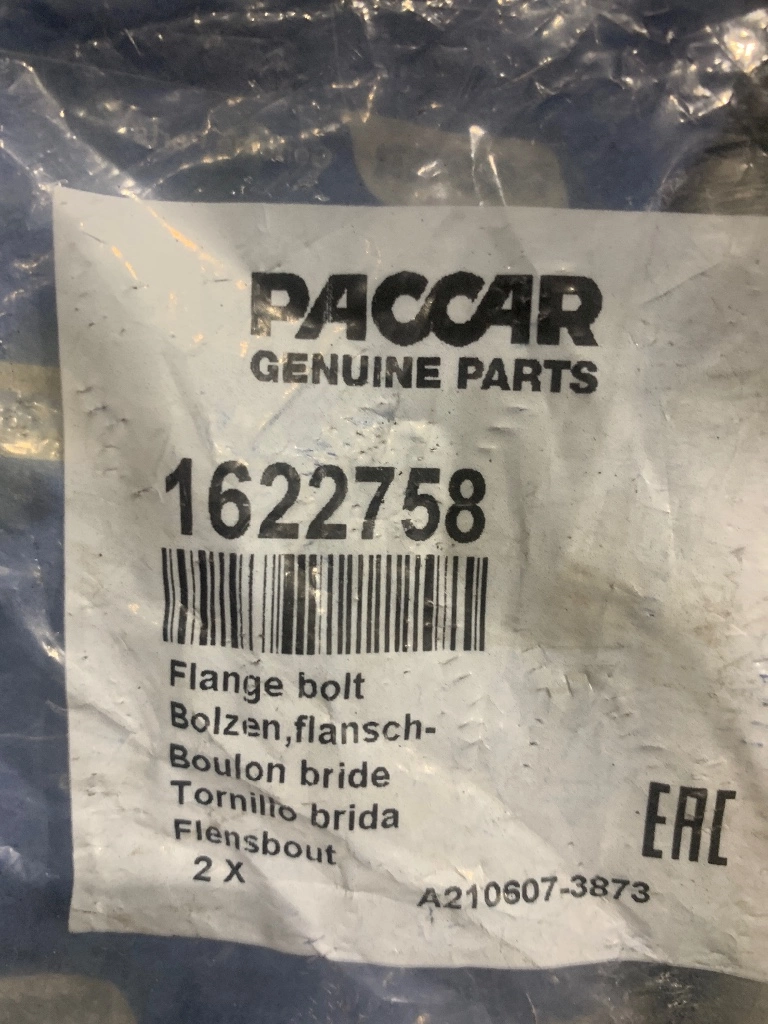 PACCAR
GENUINE PARTS
1622758
Flange bolt
Bolzen,flansch-
Boulon bride
Tornillo brida
Flensbout
2 X
EAC
A210607-3873